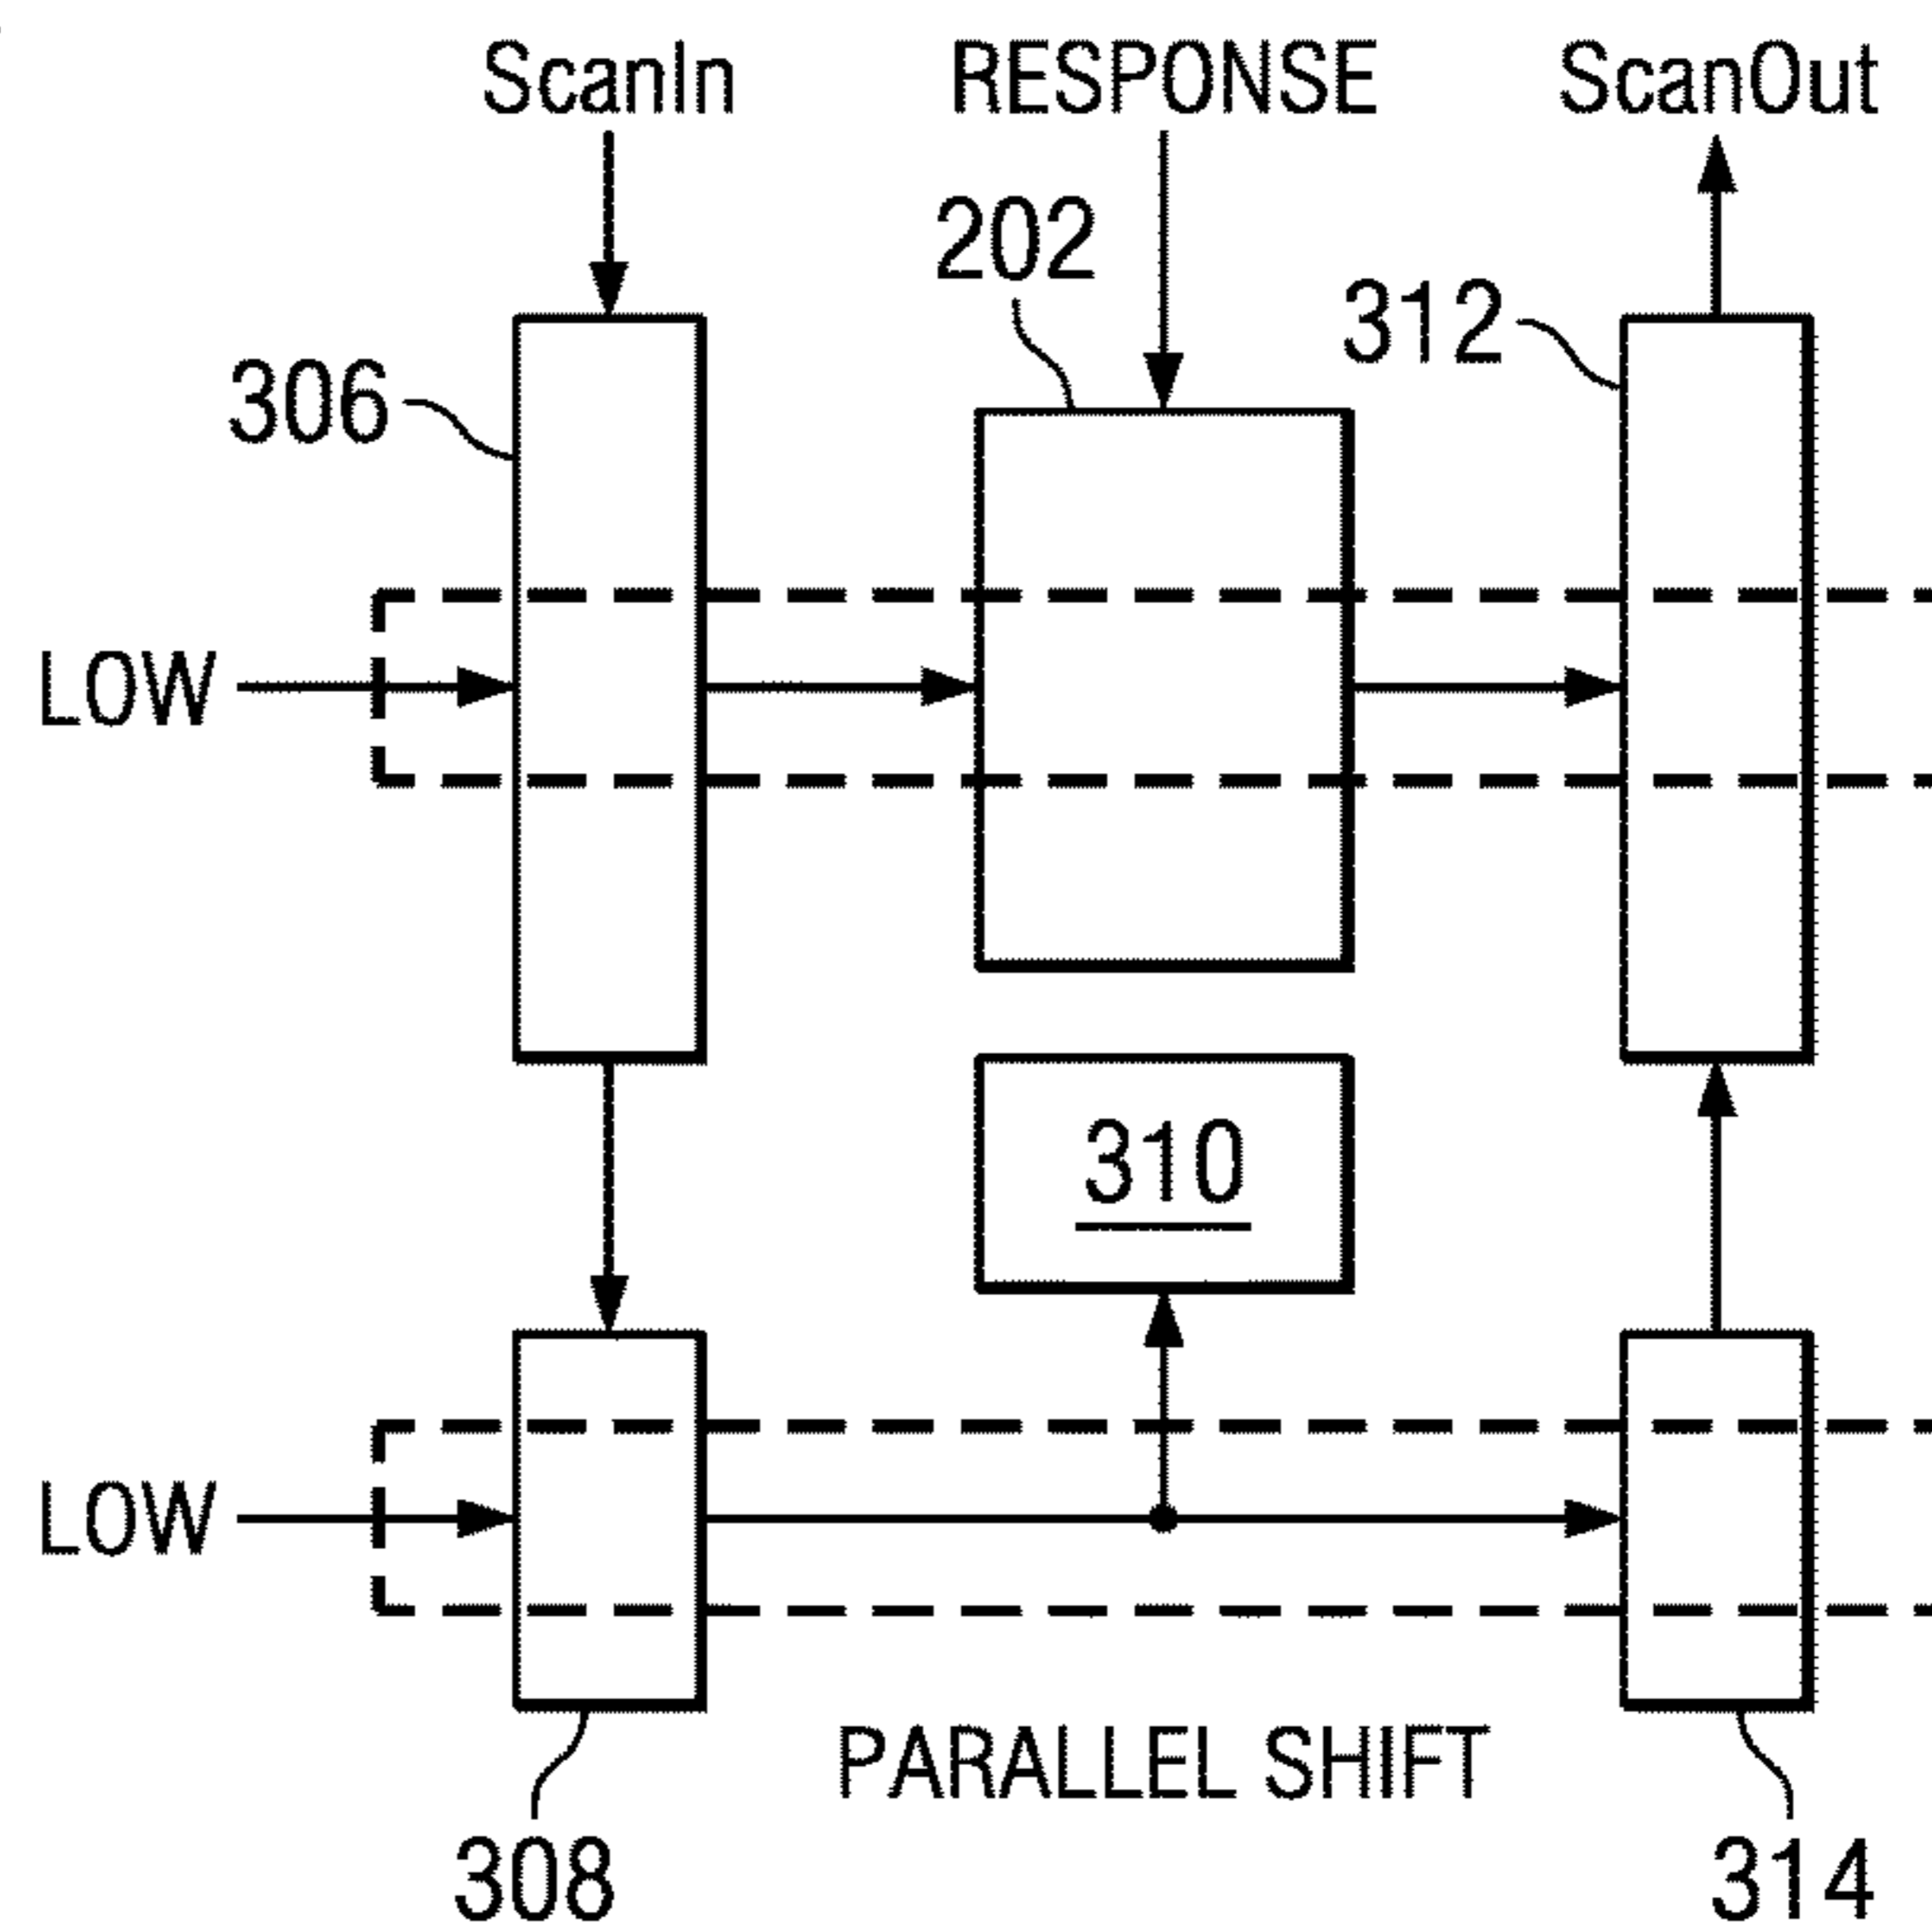 ScanIn RESPONSE ScanOut
202
312
306
LOW
310
LOW
PARALLEL SHIFT
308
314